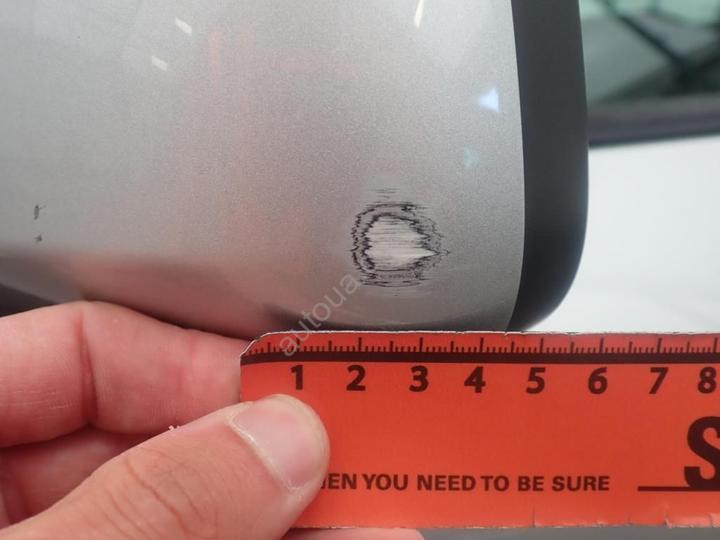 autoua
1 2 3 4 5 6 7 8
EN YOU NEED TO BE SURE S